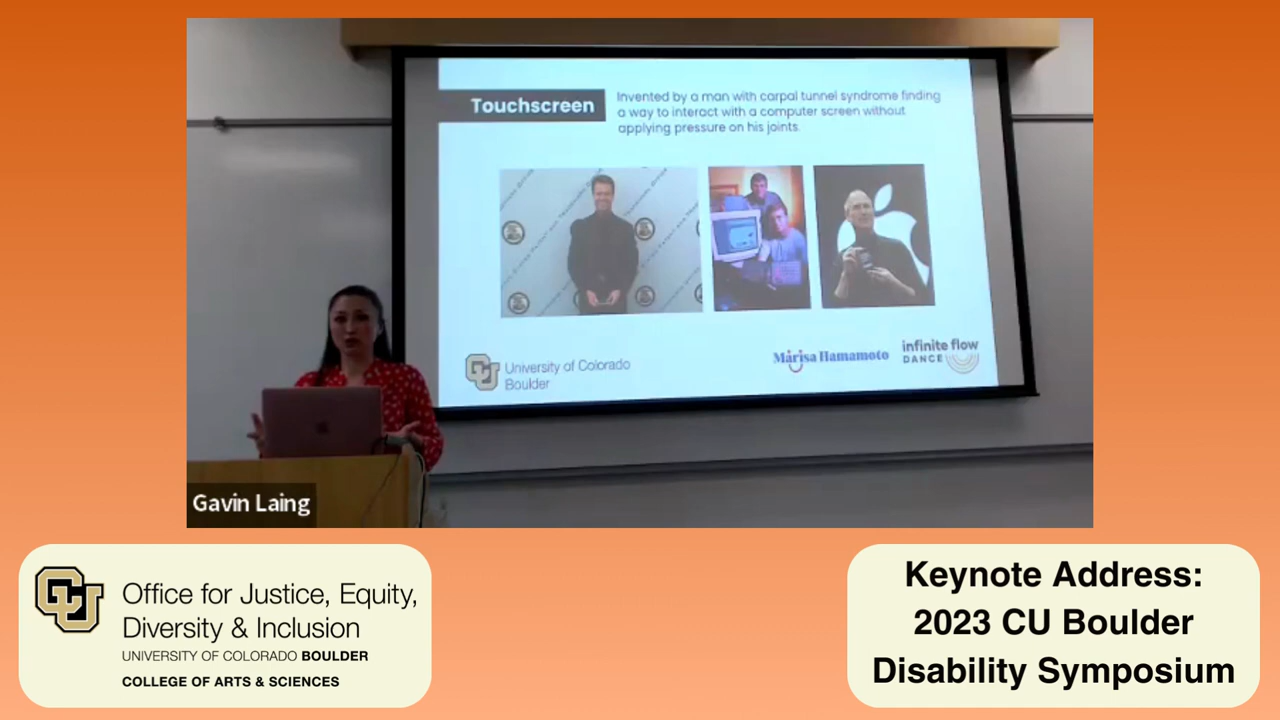 Touchscreen
Invented by a man with carpal tunnel syndrome finding
a way to interact with a computer screen without
applying pressure on his joints.
University of Colorado
Boulder
Marisa Hamamoto
infinite flow
DANCE
Gavin Laing
CU
Office for Justice, Equity,
Diversity & Inclusion
UNIVERSITY OF COLORADO BOULDER
COLLEGE OF ARTS & SCIENCES
Keynote Address:
2023 CU Boulder
Disability Symposium